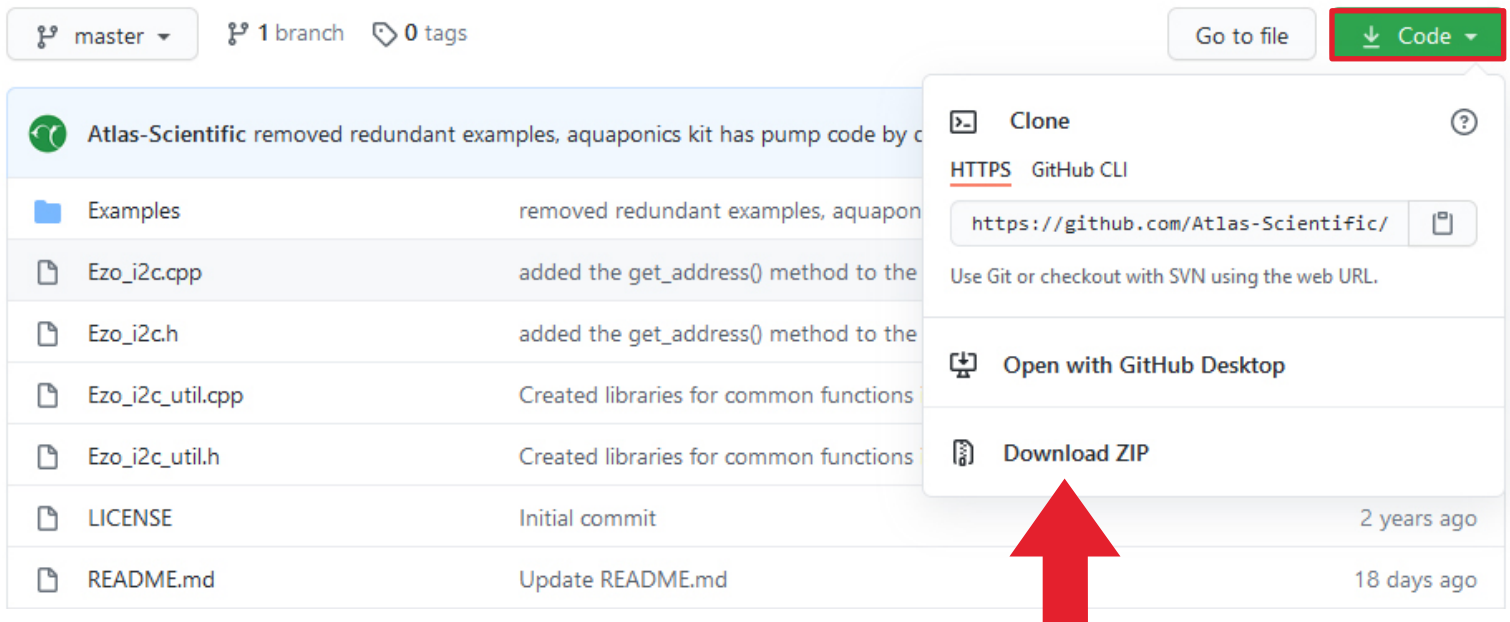 master
1 branch
0 tags
Go to file
Code
Atlas-Scientific removed redundant examples, aquaponics kit has pump code by
Examples
removed redundant examples,
Ezo_i2c.cpp
added the get_address() method to the
Ezo_i2c.h
added the get_address() method to the
Ezo_i2c_util.cpp
Created libraries for common functions
Ezo_i2c_util.h
Created libraries for common functions
LICENSE
Initial commit
2 years ago
README.md
Update README.md
18 days ago
Clone
HTTPS GitHub CLI
https://github.com/Atlas-Scientific/
Use Git or checkout with SVN using the web URL.
Open with GitHub Desktop
Download ZIP